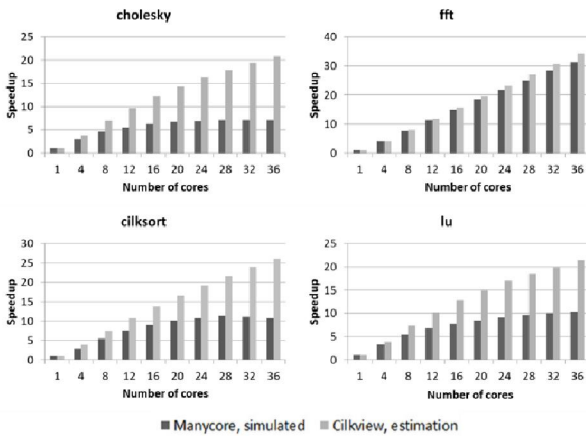 cholesky
25
20
15
10
5
0
Speedup
1 4 8 12 16 20 24 28 32 36
Number of cores
fft
40
30
20
10
0
Speedup
1 4 8 12 16 20 24 28 32 36
Number of cores
cilksort
30
25
20
15
10
5
0
Speedup
1 4 8 12 16 20 24 28 32 36
Number of cores
lu
25
20
15
10
5
0
Speedup
1 4 8 12 16 20 24 28 32 36
Number of cores
Manycore, simulated Cilkview, estimation